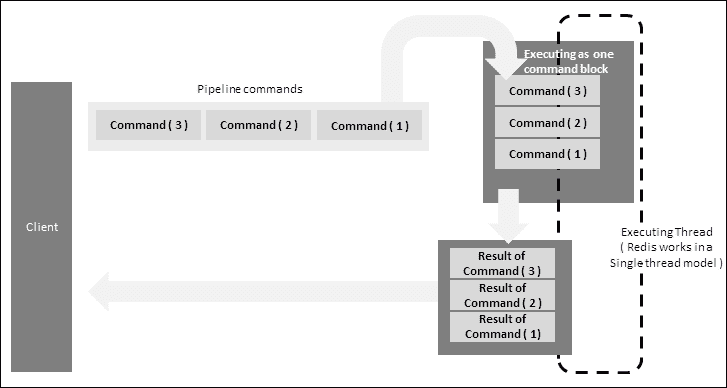 Pipeline commands
Command ( 3 )
Command ( 2 )
Command ( 1 )
Executing as one
command block
Command ( 3 )
Command ( 2 )
Command ( 1 )
Client
Executing Thread
( Redis works in a
Single thread model )
Result of
Command ( 3 )
Result of
Command ( 2 )
Result of
Command ( 1)